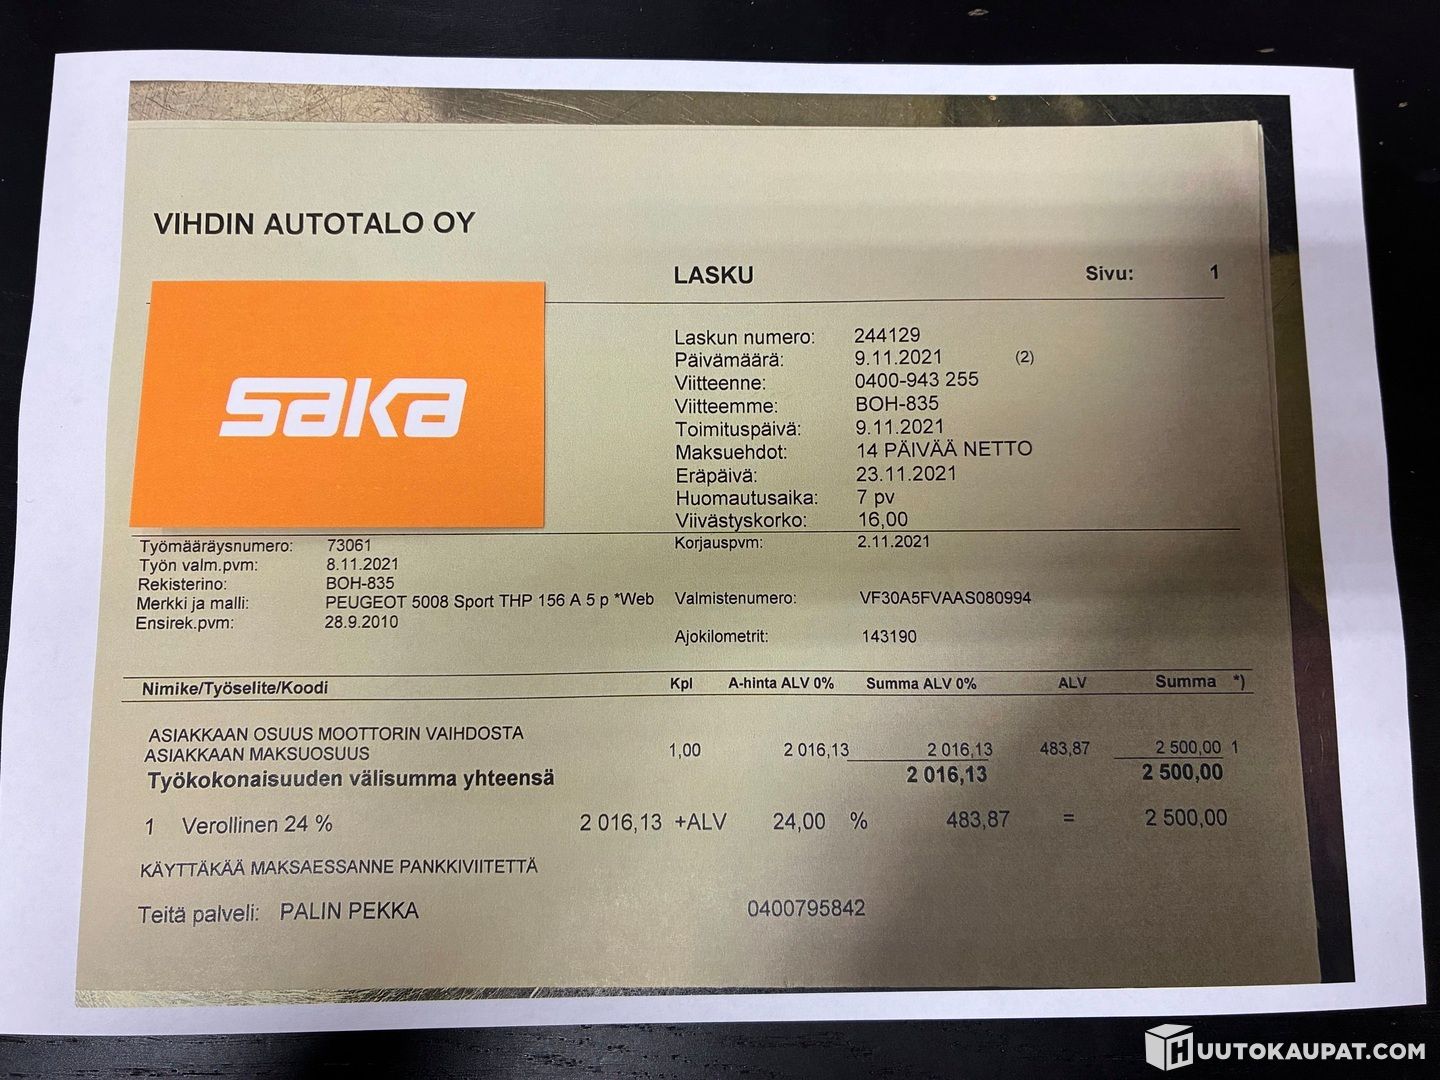 VIHDIN AUTOTALO OY
LASKU Sivu: 1
saka
Laskun numero: 244129
Päivämäärä: 9.11.2021 (2)
Viitteenne: 0400-943 255
Viitteemme: BOH-835
Toimituspäivä: 9.11.2021
Maksuehdot: 14 PÄIVÄÄ NETTO
Eräpäivä: 23.11.2021
Huomautusaika: 7 pv
Viivästyskorko: 16,00
Työmääräysnumero: 73061 Korjauspvm: 2.11.2021
Työn valm.pvm: 8.11.2021
Rekisterino: BOH-835
Merkki ja malli: PEUGEOT 5008 Sport THP 156 A 5 p *Web Valmistenumero: VF30A5FVAAS080994
Ensirek.pvm: 28.9.2010
Ajokilometrit: 143190
Nimike/Työselite/Koodi Kpl A-hinta ALV 0% Summa ALV 0% ALV Summa *)
ASIAKKAAN OSUUS MOOTTORIN VAIHDOSTA
ASIAKKAAN MAKSUOSUUS 1,00 2 016,13 2 016,13 483,87 2 500,00 1
Työkokonaisuuden välisumma yhteensä 2 016,13 2 500,00
1 Verollinen 24 % 2 016,13 +ALV 24,00 % 483,87 = 2 500,00
KÄYTTÄKÄÄ MAKSAESSANNE PANKKIVIITETTÄ
Teitä palveli: PALIN PEKKA 0400795842
HUUTOKAUPAT.COM